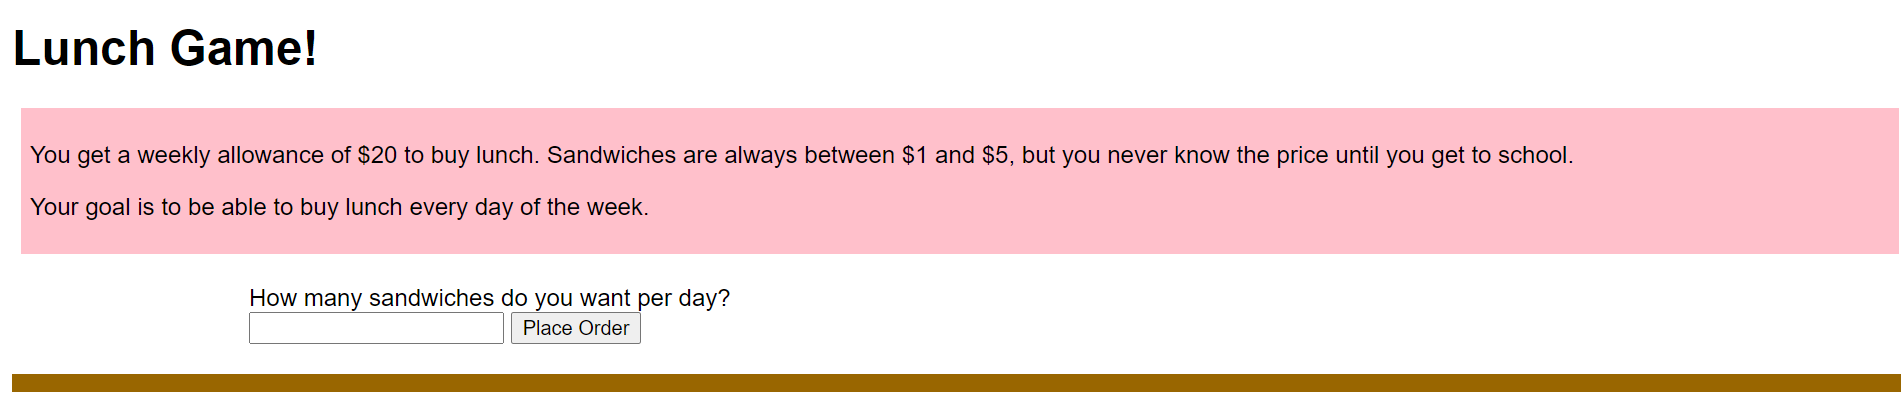 Lunch Game!
You get a weekly allowance of $20 to buy lunch. Sandwiches are always between $1 and $5, but you never know the price until you get to school.
Your goal is to be able to buy lunch every day of the week.
How many sandwiches do you want per day?
Place Order